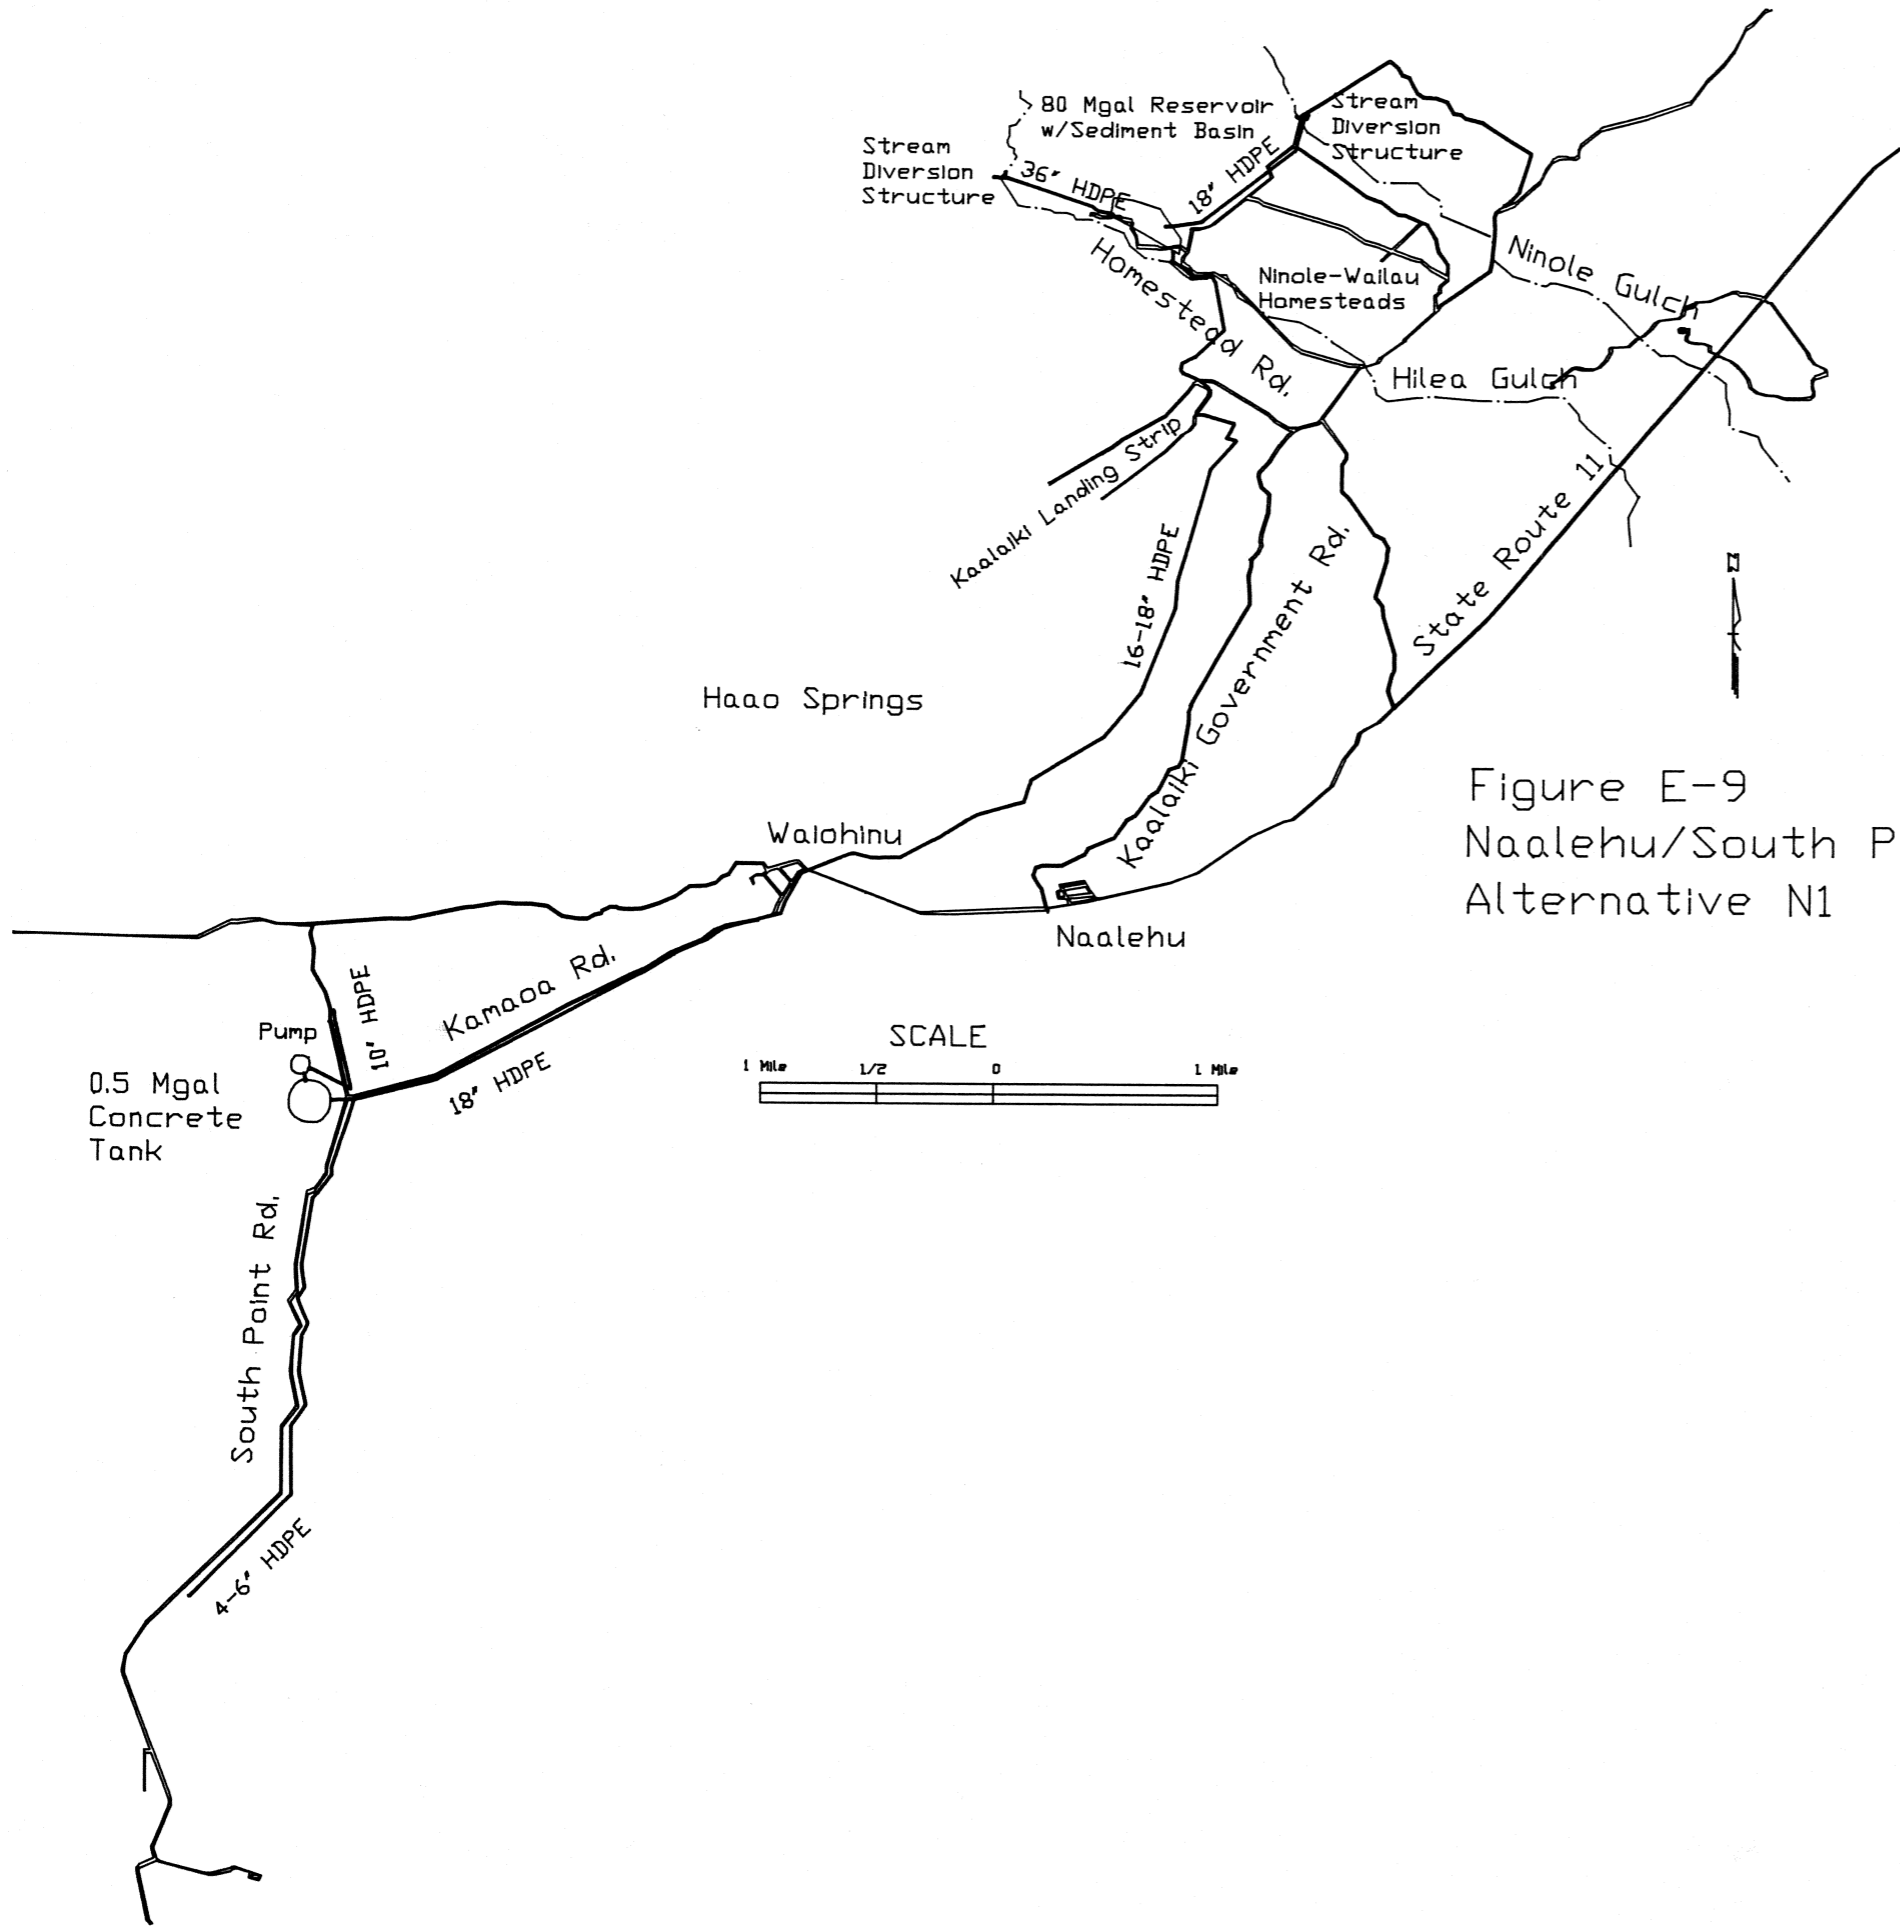 80 Mgal Reservoir
w/Sediment Basin
Stream
Diversion
Structure
Stream
Diversion
Structure
36" HDPE
18" HDPE
Homestead Rd.
Ninole-Wailau
Homesteads
Ninole Gulch
Hilea Gulch
Kaalaiki Landing Strip
16-18" HDPE
Kaalaiki Government Rd.
State Route 11
N
Haao Springs
Figure E-9
Naalehu/South P
Alternative N1
Waiohinu
Naalehu
Kamaoa Rd.
10" HDPE
18" HDPE
Pump
0.5 Mgal
Concrete
Tank
SCALE
1 Mile 1/2 0 1 Mile
South Point Rd.
4-6" HDPE